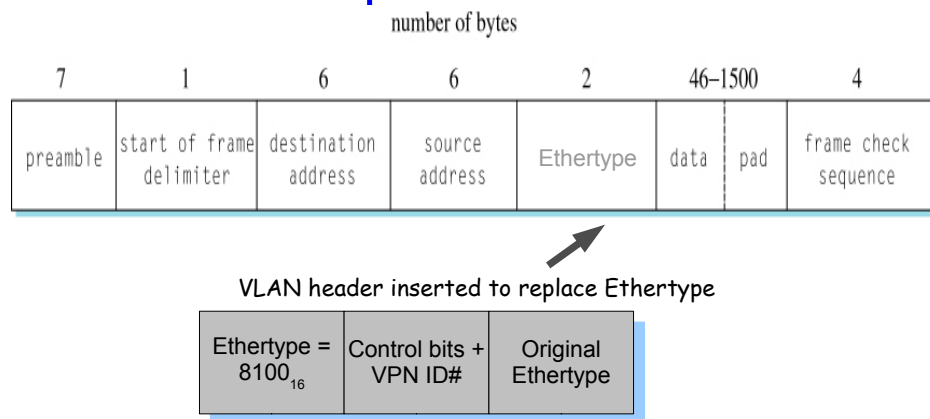 number of bytes
7 1 6 6 2 46–1500 4
preamble
start of frame
delimiter
destination
address
source
address
Ethertype
data
pad
frame check
sequence
VLAN header inserted to replace Ethertype
Ethertype =
8100₁₆
Control bits +
VPN ID#
Original
Ethertype